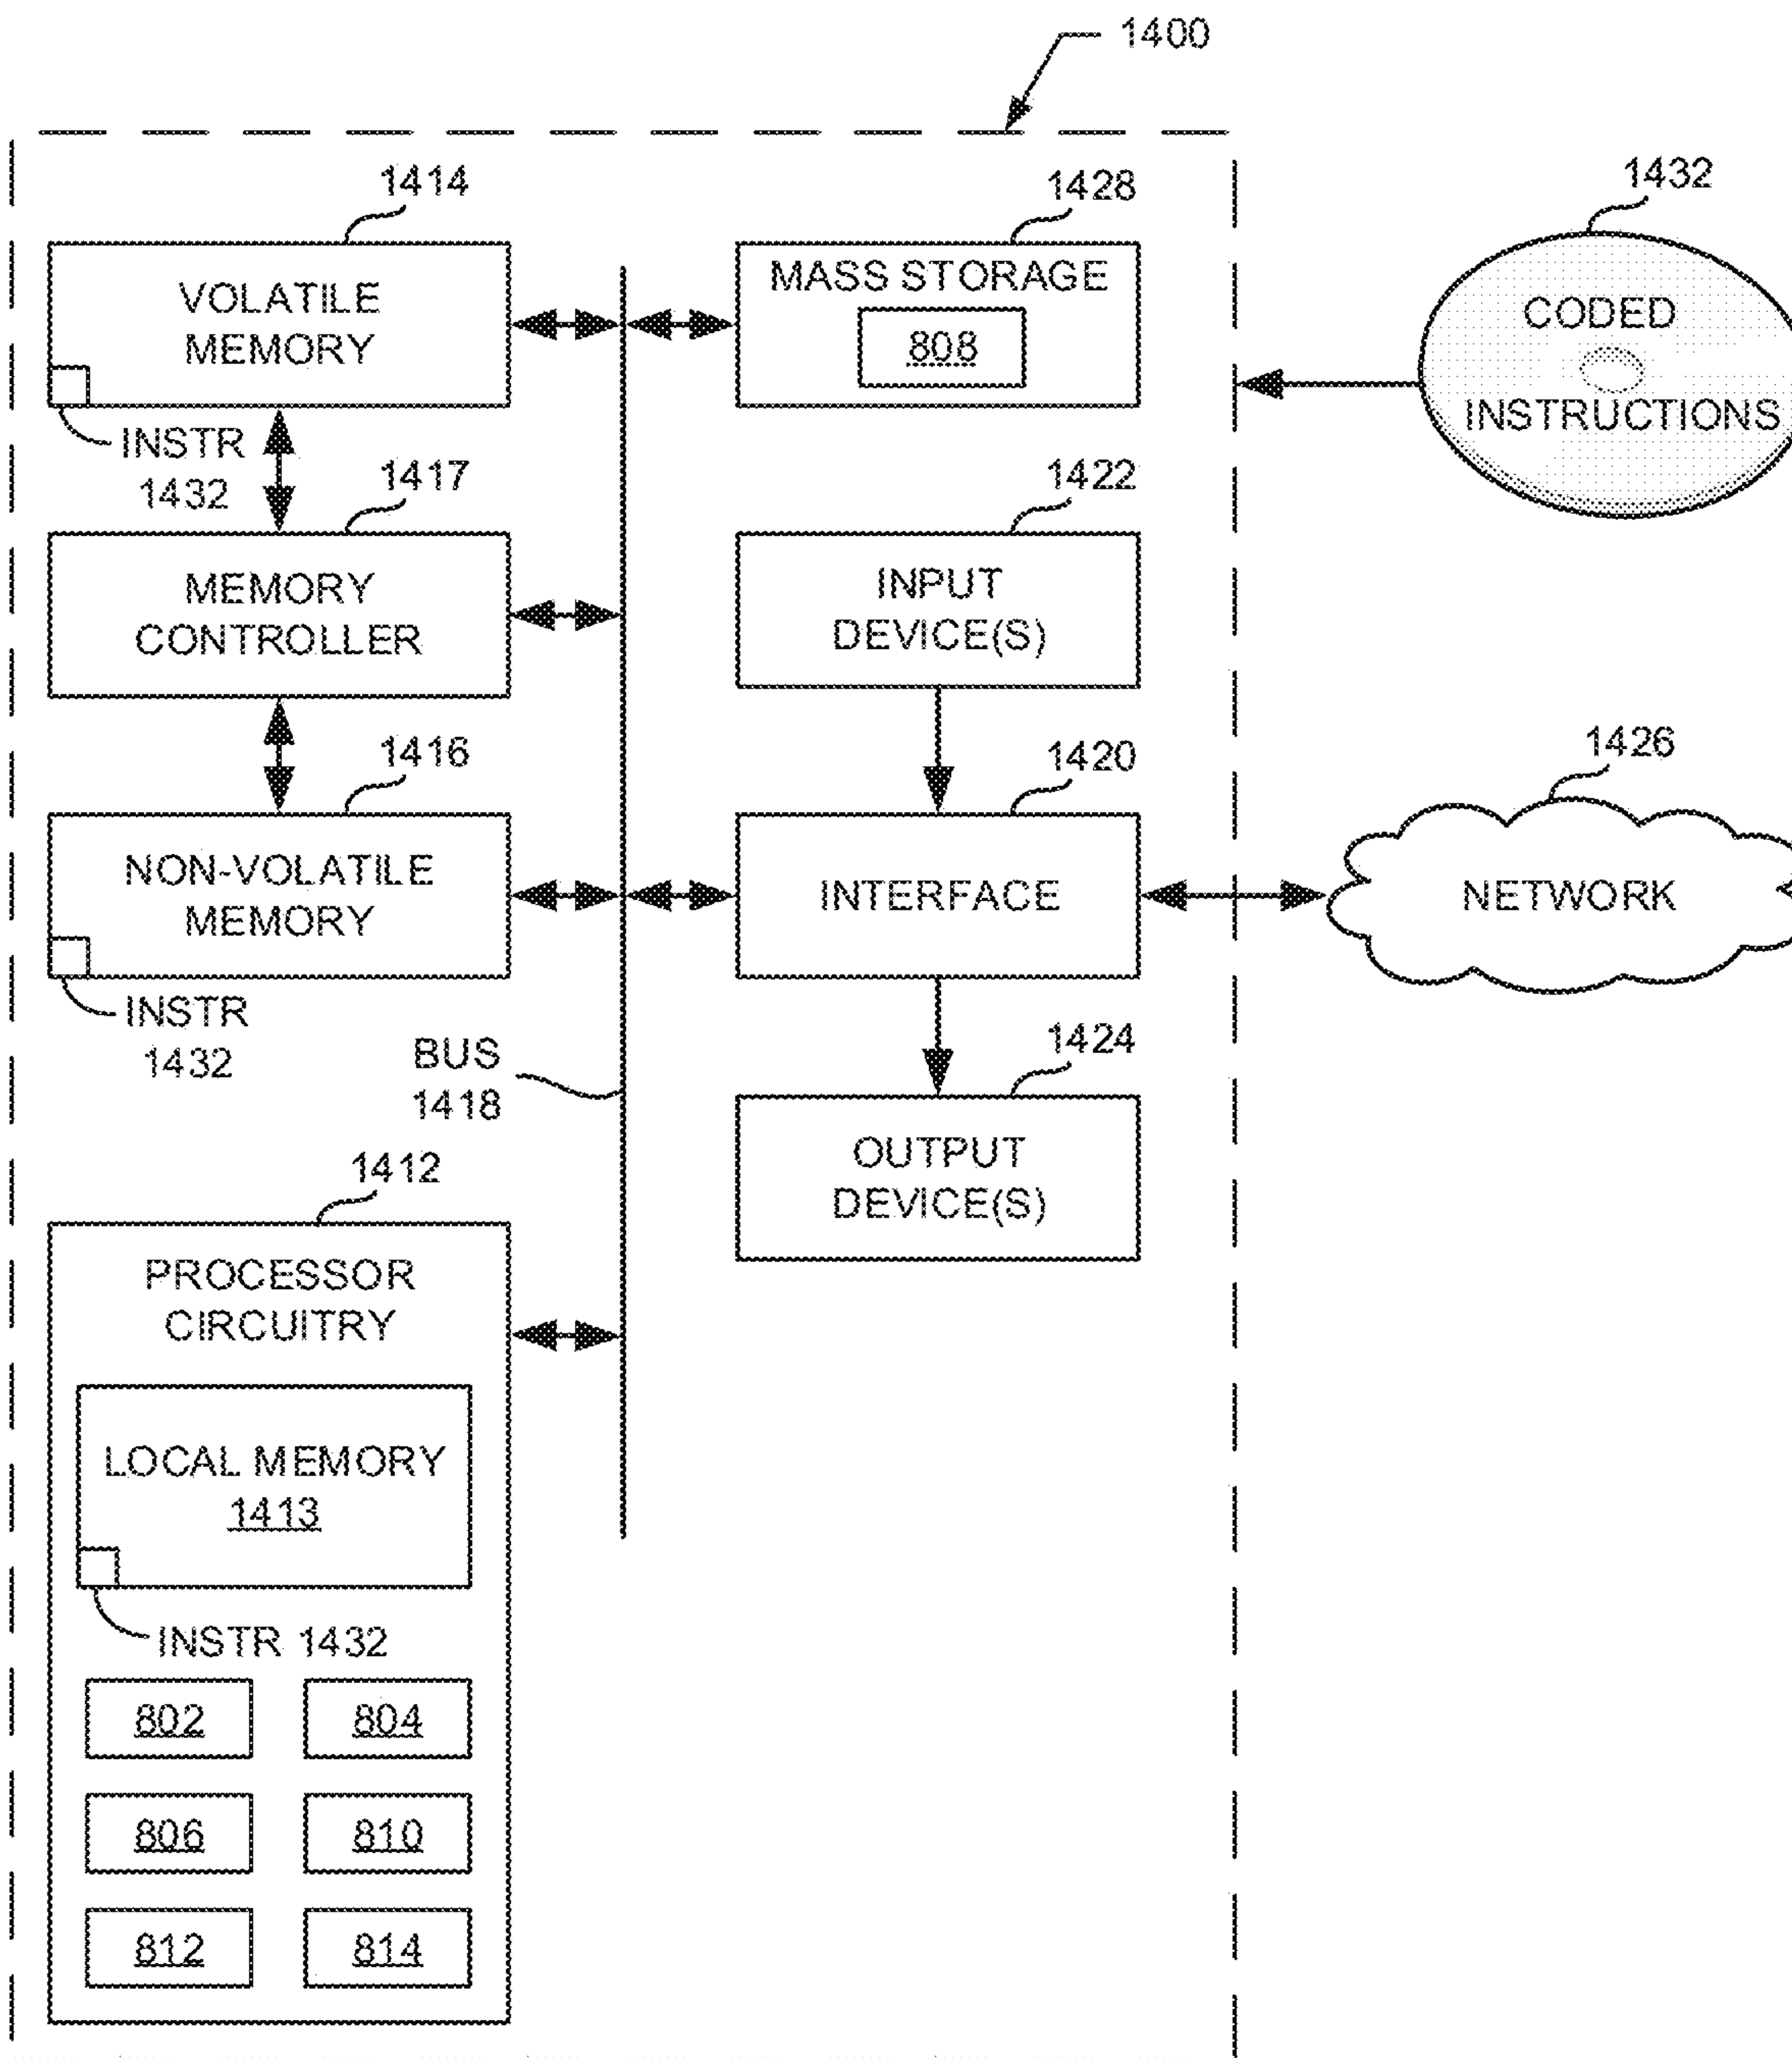 1400
1414
VOLATILE
MEMORY
INSTR
1432
1417
MEMORY
CONTROLLER
1416
NON-VOLATILE
MEMORY
INSTR
1432
BUS
1418
1412
PROCESSOR
CIRCUITRY
LOCAL MEMORY
1413
INSTR 1432
802
804
806
810
812
814
1428
MASS STORAGE
808
1422
INPUT
DEVICE(S)
1420
INTERFACE
1424
OUTPUT
DEVICE(S)
1432
CODED
INSTRUCTIONS
1426
NETWORK